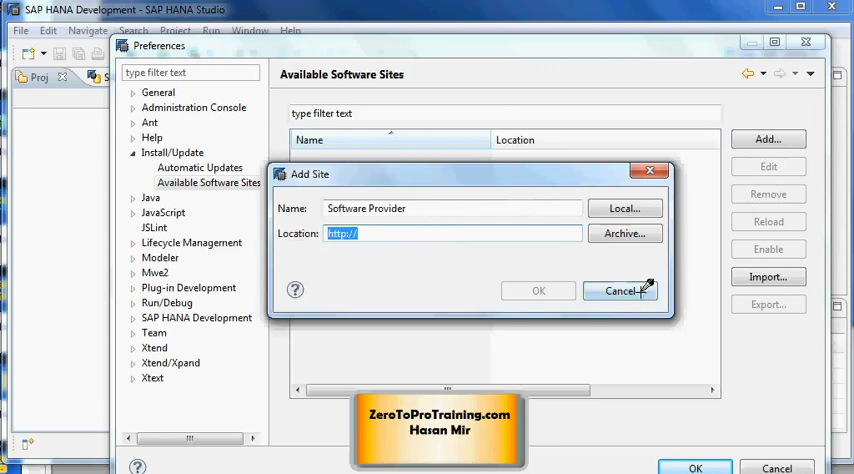 SAP HANA Development - SAP HANA Studio
File Edit Navigate Search Project Run Window Help
Preferences
Proj
type filter text
Available Software Sites
General
Administration Console
Ant
Help
Install/Update
Automatic Updates
Available Software Sites
Java
JavaScript
JSLint
Lifecycle Management
Modeler
Mwe2
Plug-in Development
Run/Debug
SAP HANA Development
Team
Xtend
Xtend/Xpand
Xtext
type filter text
Name Location
Add...
Edit
Remove
Reload
Enable
Import...
Export...
Add Site
Name: Software Provider Local...
Location: http:// Archive...
OK Cancel
ZeroToProTraining.com
Hasan Mir
OK Cancel